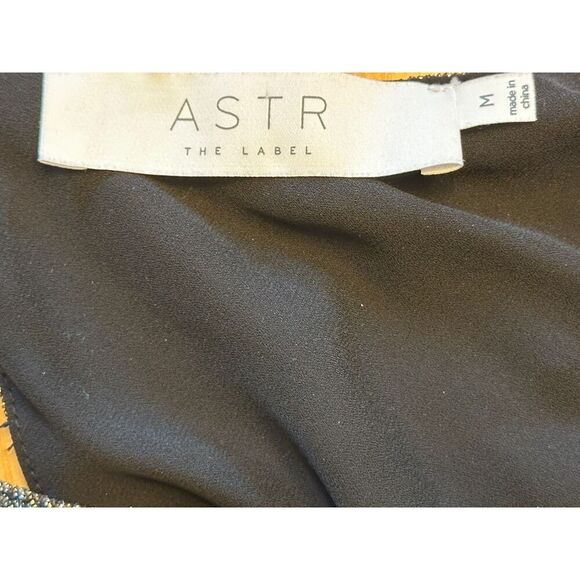 ASTR
THE LABEL
M
made in
china